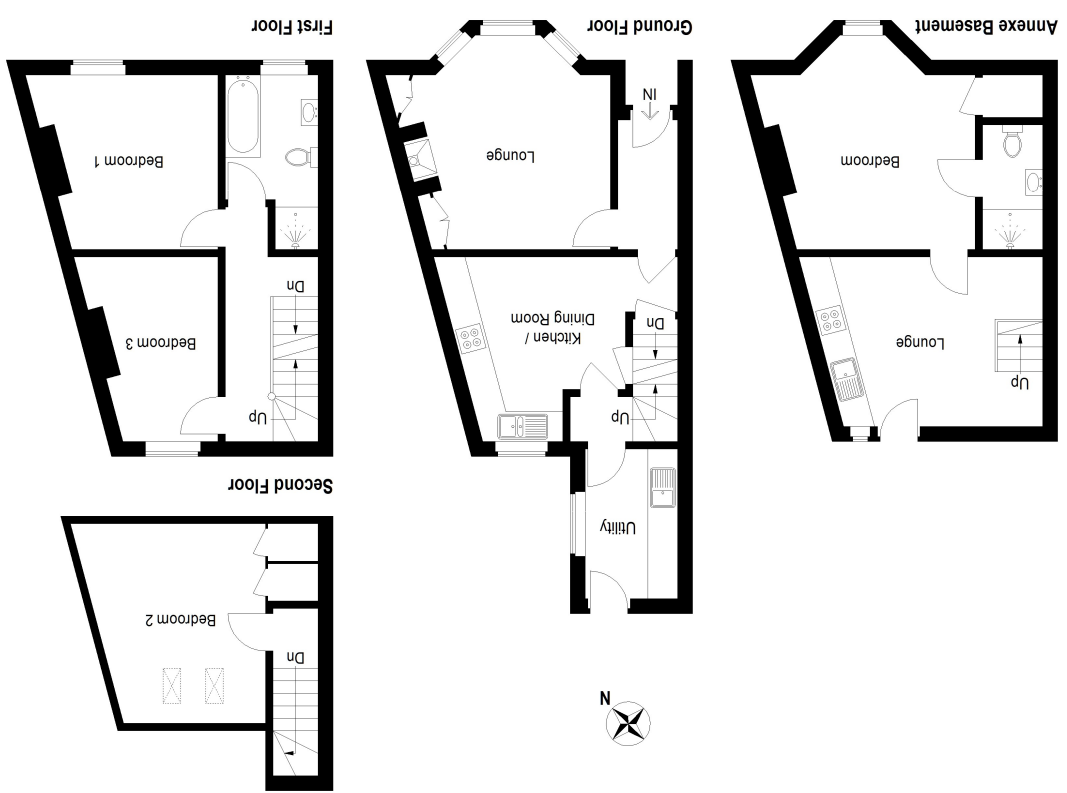 N
Up
Lounge
Bedroom
Annexe Basement
Utility
Up
Kitchen /
Dining Room
Dn
Lounge
IN
Ground Floor
Dn
Bedroom 2
Second Floor
Up
Bedroom 3
Dn
Bedroom 1
First Floor